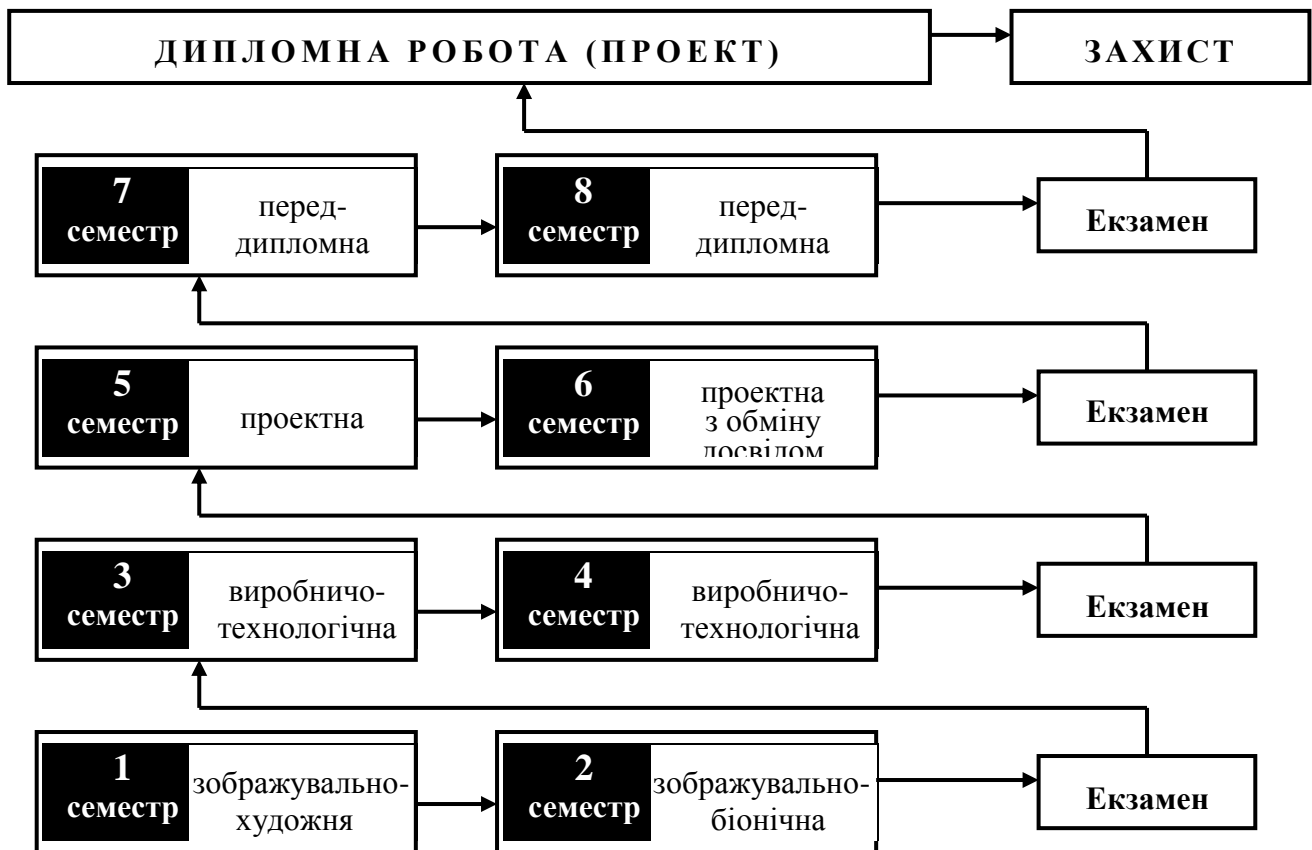 ДИПЛОМНА РОБОТА (ПРОЕКТ)
ЗАХИСТ
7
семестр
перед-
дипломна
8
семестр
перед-
дипломна
Екзамен
5
семестр
проектна
6
семестр
проектна
з обміну
досвідом
Екзамен
3
семестр
виробничо-
технологічна
4
семестр
виробничо-
технологічна
Екзамен
1
семестр
зображувально-
художня
2
семестр
зображувально-
біонічна
Екзамен